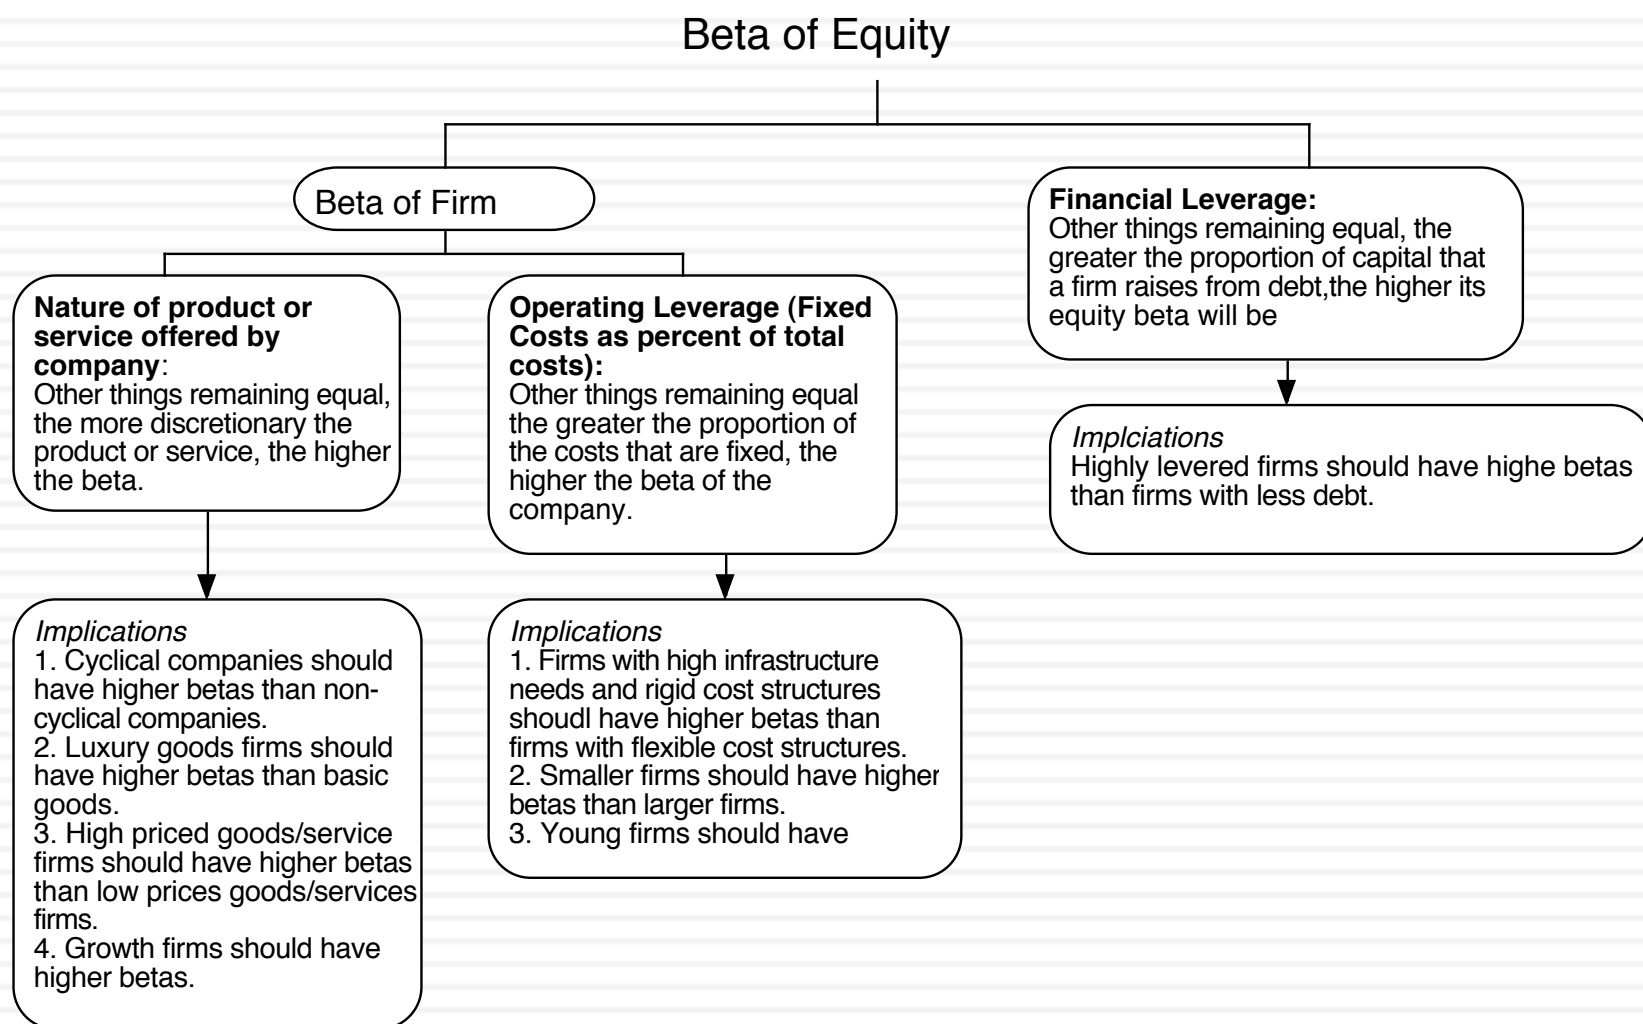 Beta of Equity
Beta of Firm
Nature of product or
service offered by
company:
Other things remaining equal,
the more discretionary the
product or service, the higher
the beta.
Implications
1. Cyclical companies should
have higher betas than non-
cyclical companies.
2. Luxury goods firms should
have higher betas than basic
goods.
3. High priced goods/service
firms should have higher betas
than low prices goods/services
firms.
4. Growth firms should have
higher betas.
Operating Leverage (Fixed
Costs as percent of total
costs):
Other things remaining equal
the greater the proportion of
the costs that are fixed, the
higher the beta of the
company.
Implications
1. Firms with high infrastructure
needs and rigid cost structures
shoudl have higher betas than
firms with flexible cost structures.
2. Smaller firms should have higher
betas than larger firms.
3. Young firms should have
Financial Leverage:
Other things remaining equal, the
greater the proportion of capital that
a firm raises from debt,the higher its
equity beta will be
Implciations
Highly levered firms should have highe betas
than firms with less debt.